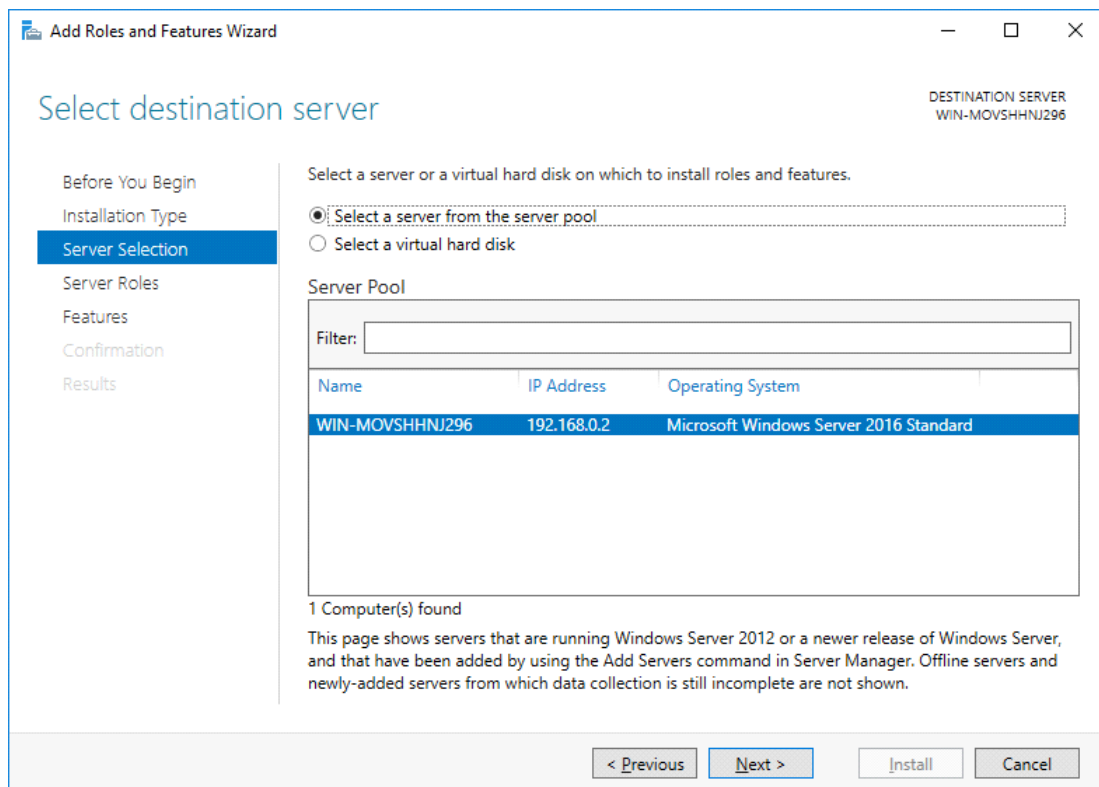 Add Roles and Features Wizard
Select destination server
DESTINATION SERVER
WIN-MOVSHHNJ296
Before You Begin
Installation Type
Server Selection
Server Roles
Features
Confirmation
Results
Select a server or a virtual hard disk on which to install roles and features.
Select a server from the server pool
Select a virtual hard disk
Server Pool
Filter:
Name IP Address Operating System
WIN-MOVSHHNJ296 192.168.0.2 Microsoft Windows Server 2016 Standard
1 Computer(s) found
This page shows servers that are running Windows Server 2012 or a newer release of Windows Server,
and that have been added by using the Add Servers command in Server Manager. Offline servers and
newly-added servers from which data collection is still incomplete are not shown.
< Previous Next > Install Cancel